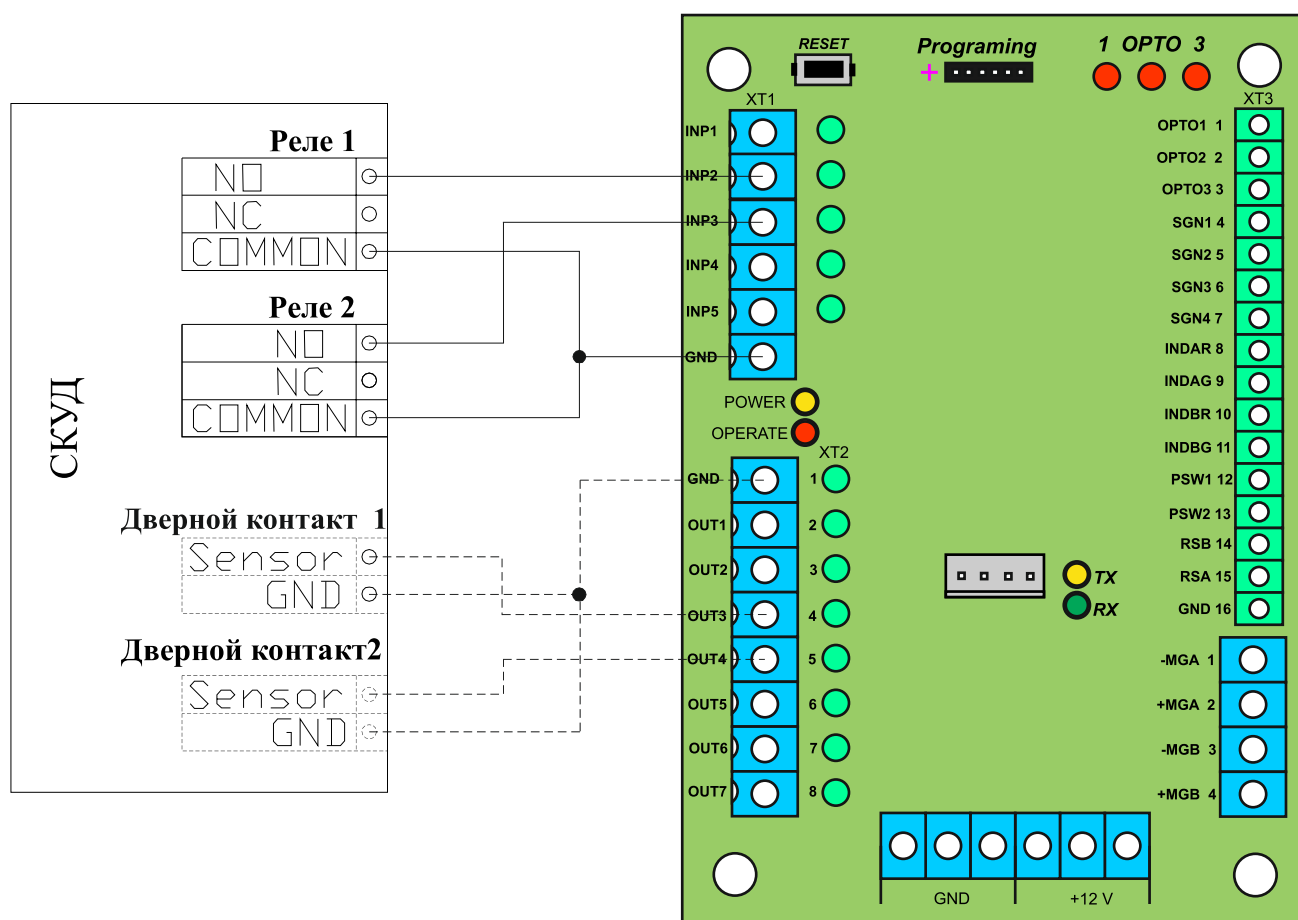 СКУД
Реле 1
NO
NC
COMMON
Реле 2
NO
NC
COMMON
Дверной контакт 1
Sensor
GND
Дверной контакт2
Sensor
GND
RESET
Programing
+
1 OPTO 3
XT1
INP1
INP2
INP3
INP4
INP5
GND
POWER
OPERATE
XT2
GND 1
OUT1 2
OUT2 3
OUT3 4
OUT4 5
OUT5 6
OUT6 7
OUT7 8
TX
RX
XT3
OPTO1 1
OPTO2 2
OPTO3 3
SGN1 4
SGN2 5
SGN3 6
SGN4 7
INDAR 8
INDAG 9
INDBR 10
INDBG 11
PSW1 12
PSW2 13
RSB 14
RSA 15
GND 16
-MGA 1
+MGA 2
-MGB 3
+MGB 4
GND
+12 V